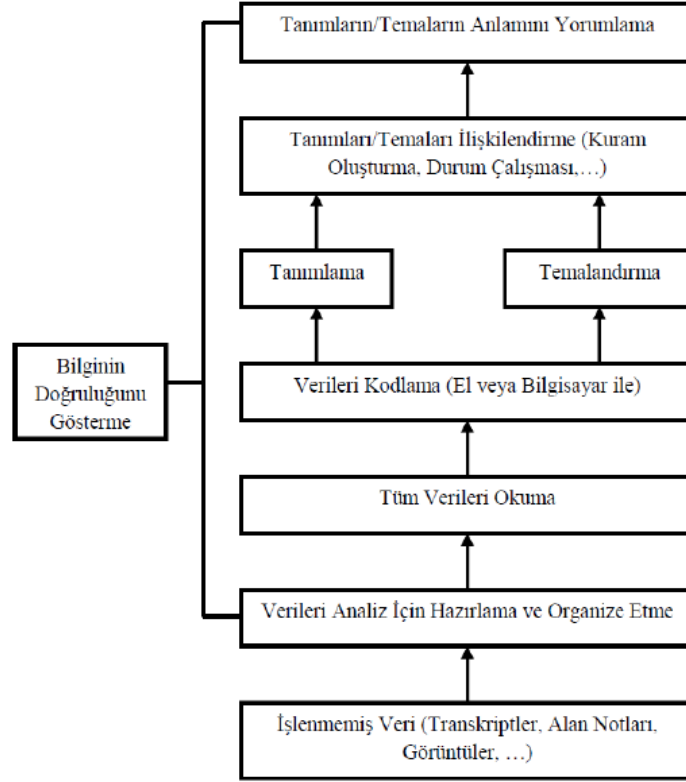 Tanımların/Temaların Anlamını Yorumlama
Tanımları/Temaları İlişkilendirme (Kuram
Oluşturma, Durum Çalışması,…)
Tanımlama
Temalandırma
Bilginin
Doğruluğunu
Gösterme
Verileri Kodlama (El veya Bilgisayar ile)
Tüm Verileri Okuma
Verileri Analiz İçin Hazırlama ve Organize Etme
İşlenmemiş Veri (Transkriptler, Alan Notları,
Görüntüler, …)